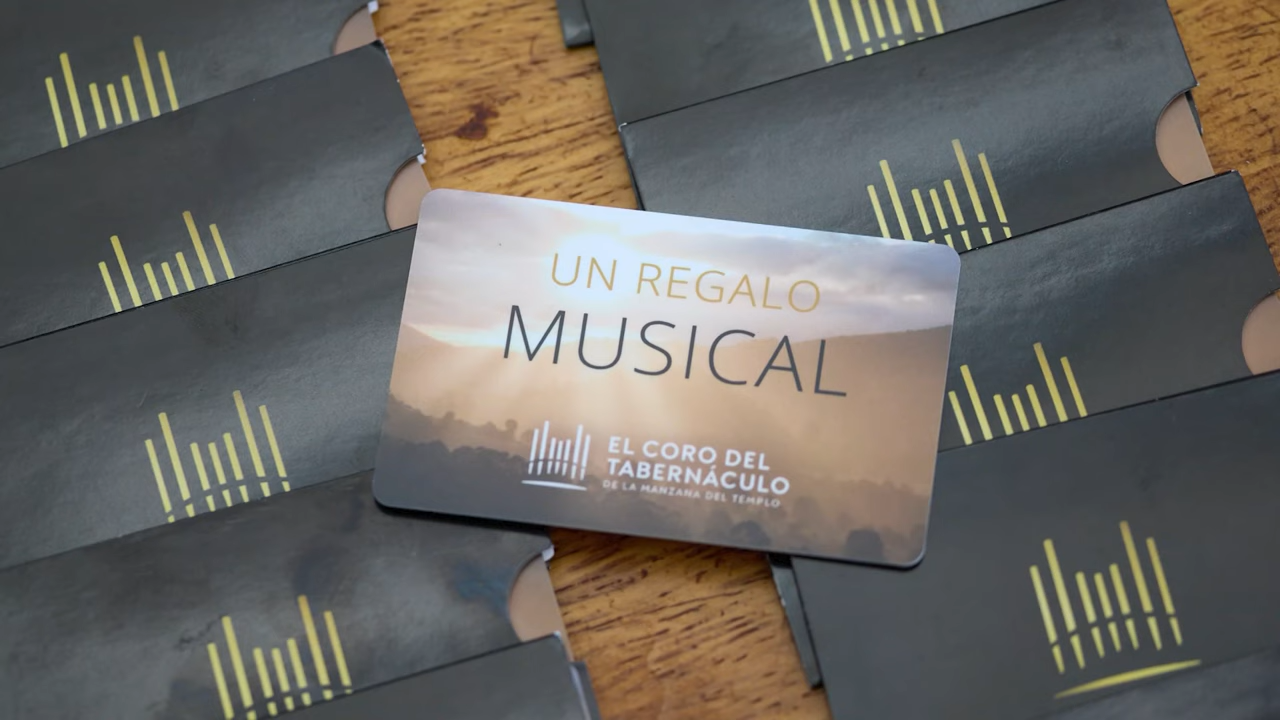 UN REGALO
MUSICAL
EL CORO DEL
TABERNÁCULO
DE LA MANZANA DEL TEMPLO